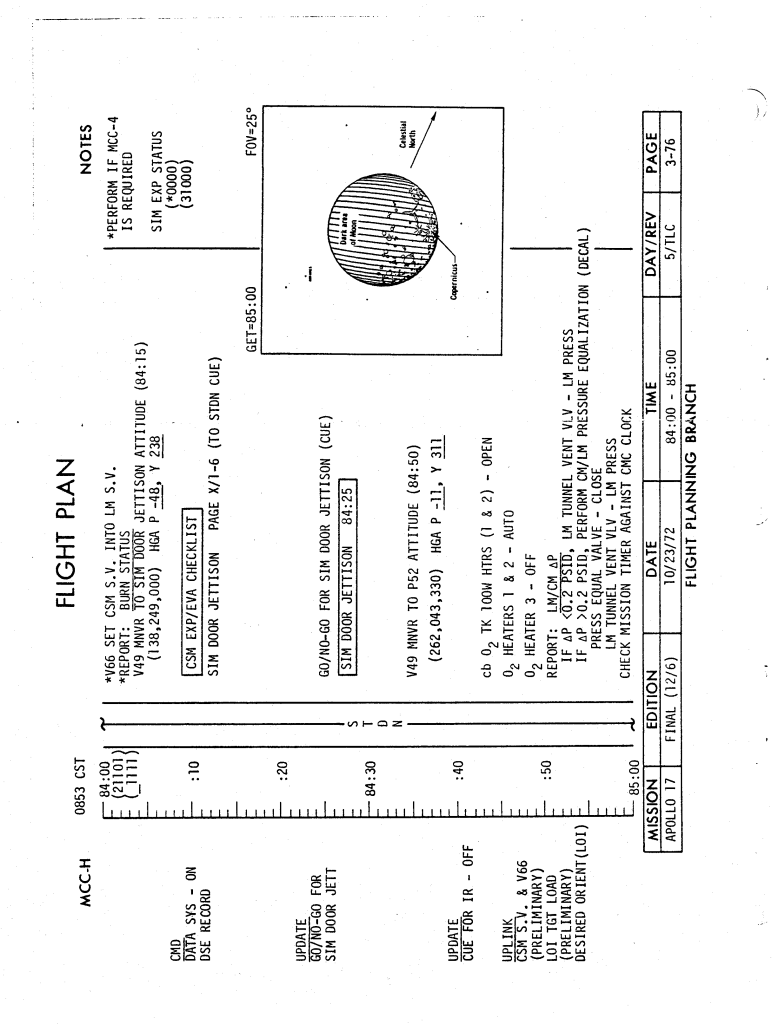 FLIGHT PLAN
MCC-H
0853 CST
NOTES
84:00
(21101)
(_1111)
:10
:20
84:30
:40
:50
85:00
CMD
DATA SYS - ON
DSE RECORD
UPDATE
GO/NO-GO FOR
SIM DOOR JETT
UPDATE
CUE FOR IR - OFF
UPLINK
CSM S.V. & V66
(PRELIMINARY)
LOI TGT LOAD
(PRELIMINARY)
DESIRED ORIENT(LOI)
S
T
D
N
*V66 SET CSM S.V. INTO LM S.V.
*REPORT: BURN STATUS
V49 MNVR TO SIM DOOR JETTISON ATTITUDE (84:15)
(138,249,000) HGA P -48, Y 238
CSM EXP/EVA CHECKLIST
SIM DOOR JETTISON PAGE X/1-6 (TO STDN CUE)
GO/NO-GO FOR SIM DOOR JETTISON (CUE)
SIM DOOR JETTISON 84:25
V49 MNVR TO P52 ATTITUDE (84:50)
(262,043,330) HGA P -11, Y 311
cb O2 TK 100W HTRS (1 & 2) - OPEN
O2 HEATERS 1 & 2 - AUTO
O2 HEATER 3 - OFF
REPORT: LM/CM ΔP
IF ΔP <0.2 PSID, LM TUNNEL VENT VLV - LM PRESS
IF ΔP >0.2 PSID, PERFORM CM/LM PRESSURE EQUALIZATION (DECAL)
PRESS EQUAL VALVE - CLOSE
LM TUNNEL VENT VLV - LM PRESS
CHECK MISSION TIMER AGAINST CMC CLOCK
*PERFORM IF MCC-4
IS REQUIRED
SIM EXP STATUS
(*0000)
(31000)
GET=85:00
FOV=25°
Dark area
of Moon
Celestial
North
Copernicus
MISSION EDITION DATE TIME DAY/REV PAGE
APOLLO 17 FINAL (12/6) 10/23/72 84:00 - 85:00 5/TLC 3-76
FLIGHT PLANNING BRANCH